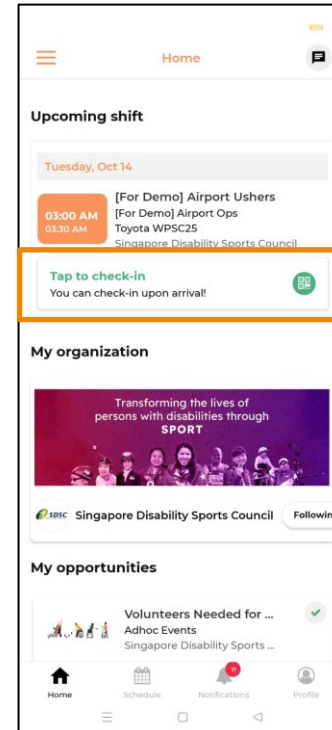 Home
Upcoming shift
Tuesday, Oct 14
03:00 AM
03:30 AM
[For Demo] Airport Ushers
[For Demo] Airport Ops
Toyota WPSC25
Singapore Disability Sports Council
Tap to check-in
You can check-in upon arrival!
My organization
Transforming the lives of
persons with disabilities through
SPORT
SDSC
Singapore Disability Sports Council
Followin
My opportunities
Volunteers Needed for ...
Adhoc Events
Singapore Disability Sports ...
11
Home
Schedule
Notifications
Profile